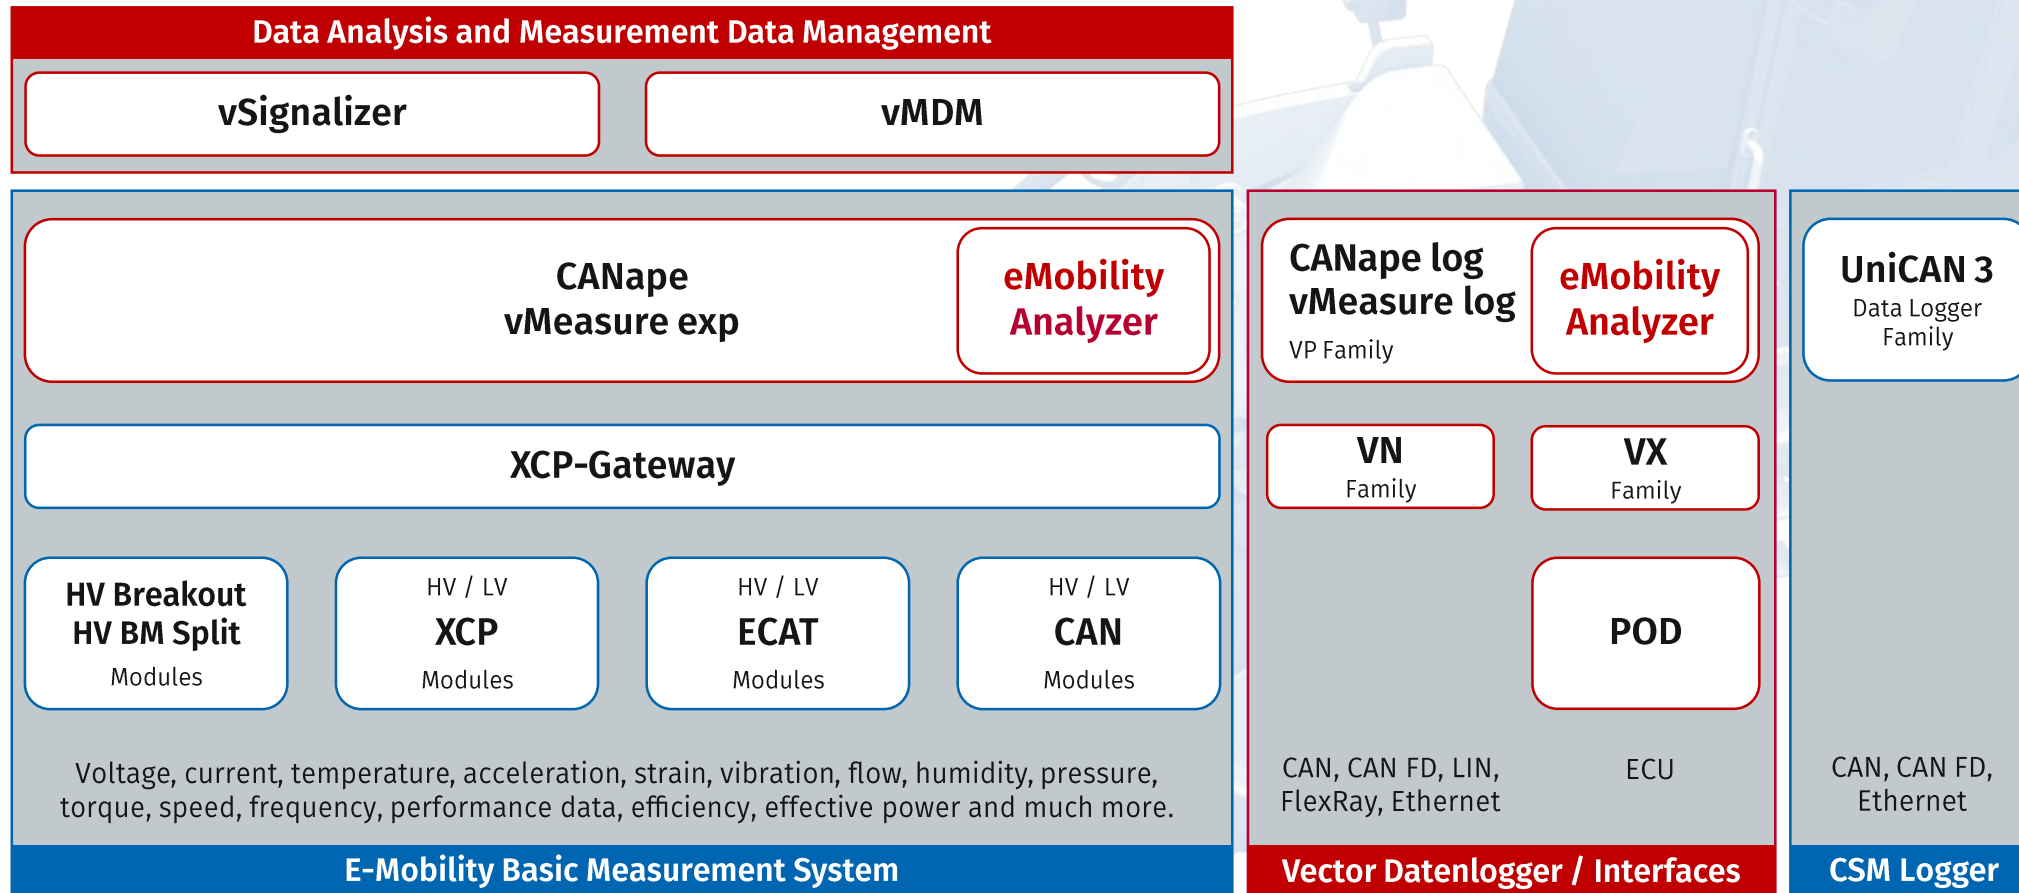 Data Analysis and Measurement Data Management
vSignalizer
vMDM
CANape
vMeasure exp
eMobility
Analyzer
XCP-Gateway
HV Breakout
HV BM Split
Modules
HV / LV
XCP
Modules
HV / LV
ECAT
Modules
HV / LV
CAN
Modules
Voltage, current, temperature, acceleration, strain, vibration, flow, humidity, pressure,
torque, speed, frequency, performance data, efficiency, effective power and much more.
E-Mobility Basic Measurement System
CANape log
vMeasure log
VP Family
eMobility
Analyzer
VN
Family
VX
Family
POD
CAN, CAN FD, LIN,
FlexRay, Ethernet
ECU
Vector Datenlogger / Interfaces
UniCAN 3
Data Logger
Family
CAN, CAN FD,
Ethernet
CSM Logger